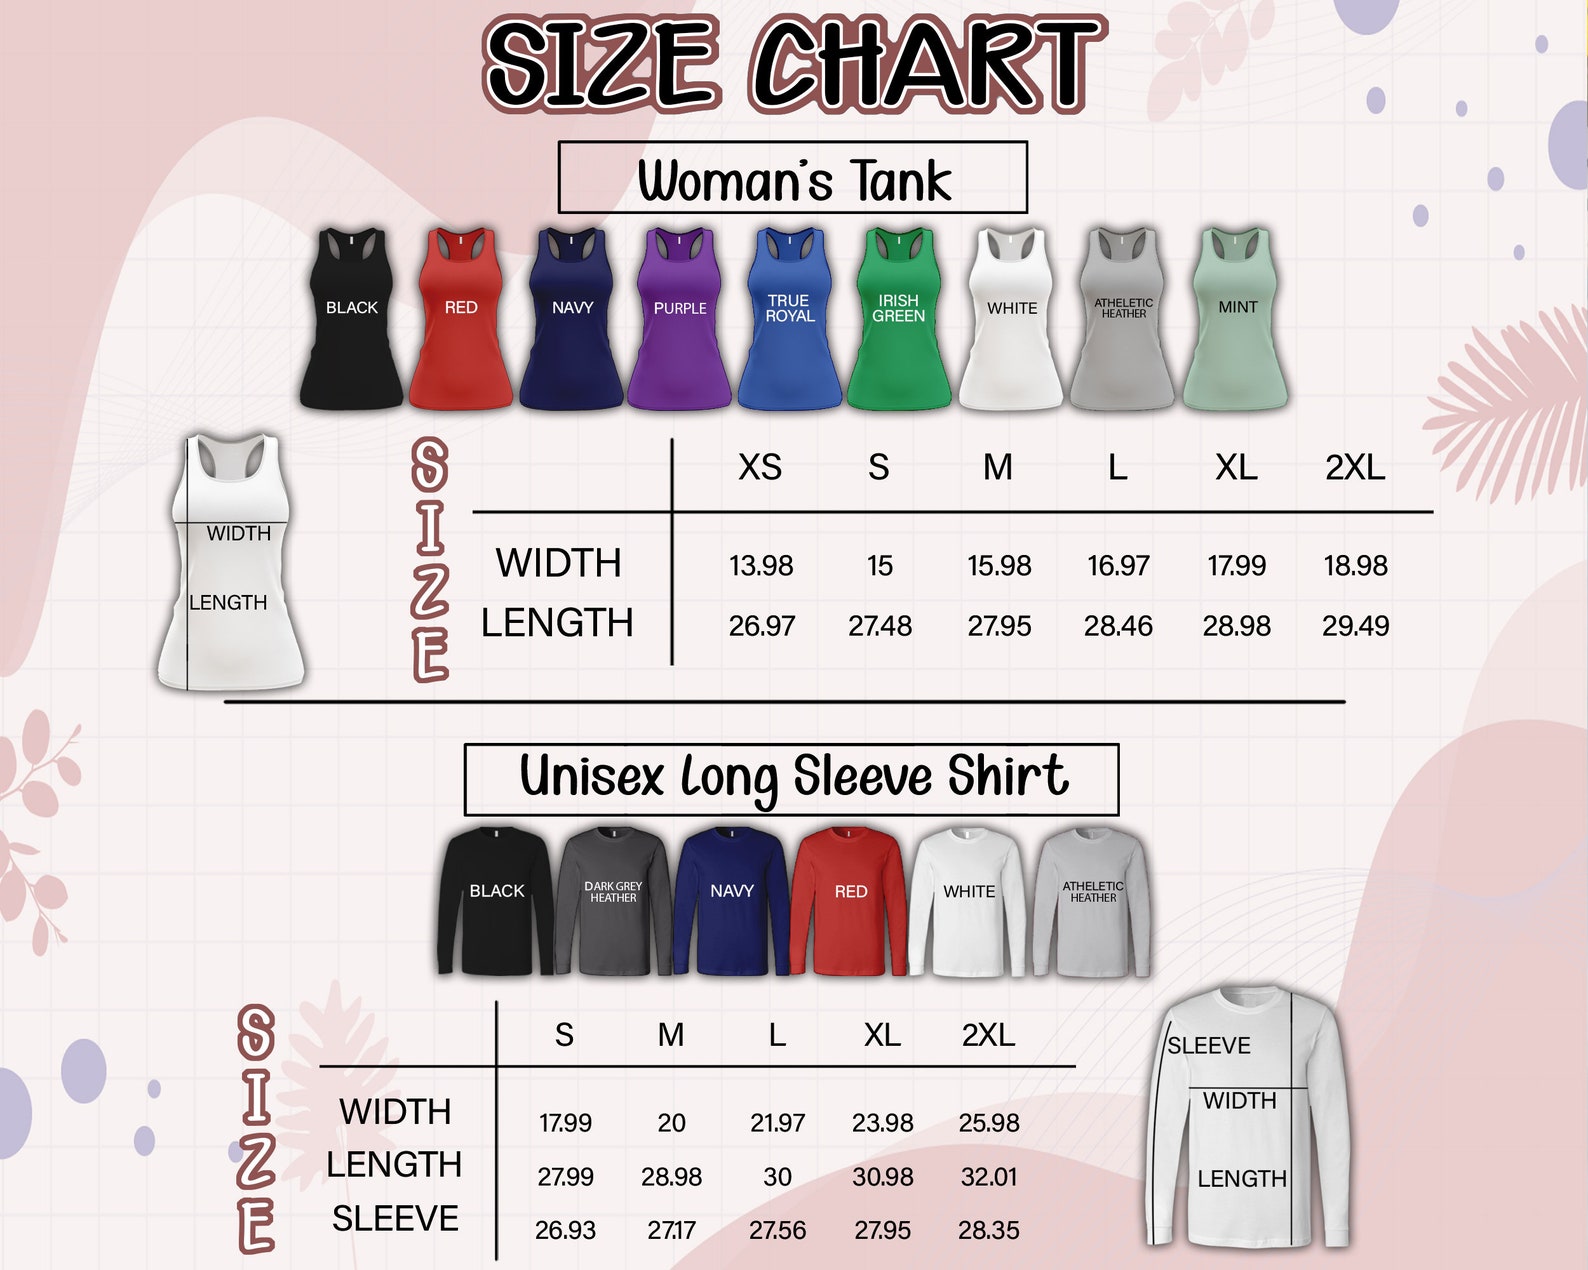 SIZE CHART
Woman's Tank
BLACK
RED
NAVY
PURPLE
TRUE
ROYAL
IRISH
GREEN
WHITE
ATHELETIC
HEATHER
MINT
WIDTH
LENGTH
SIZE
XS S M L XL 2XL
WIDTH 13.98 15 15.98 16.97 17.99 18.98
LENGTH 26.97 27.48 27.95 28.46 28.98 29.49
Unisex Long Sleeve Shirt
BLACK
DARK GREY
HEATHER
NAVY
RED
WHITE
ATHELETIC
HEATHER
SIZE
S M L XL 2XL
WIDTH 17.99 20 21.97 23.98 25.98
LENGTH 27.99 28.98 30 30.98 32.01
SLEEVE 26.93 27.17 27.56 27.95 28.35
SLEEVE
WIDTH
LENGTH